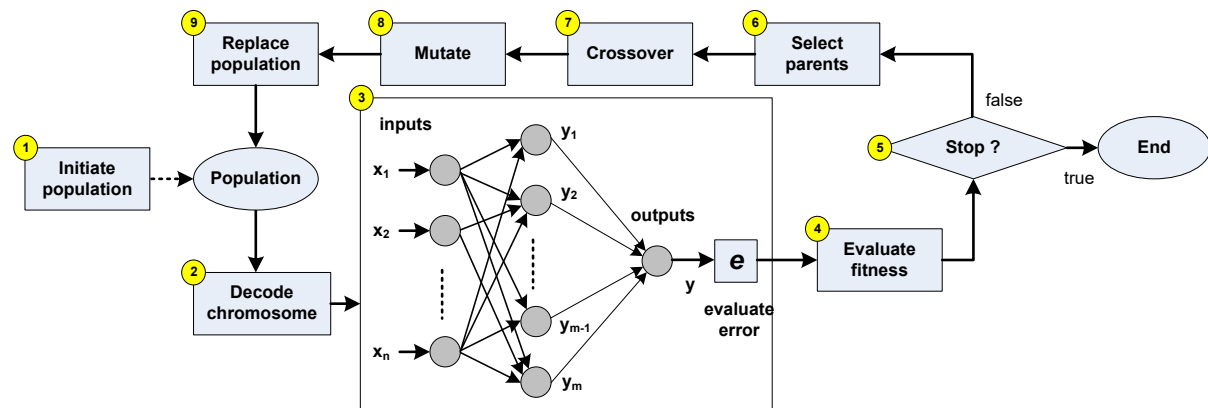 9
Replace
population
8
Mutate
7
Crossover
6
Select
parents
false
1
Initiate
population
Population
5
Stop ?
true
End
2
Decode
chromosome
3
inputs
x1
x2
xn
y1
y2
ym-1
ym
outputs
y
e
evaluate
error
4
Evaluate
fitness